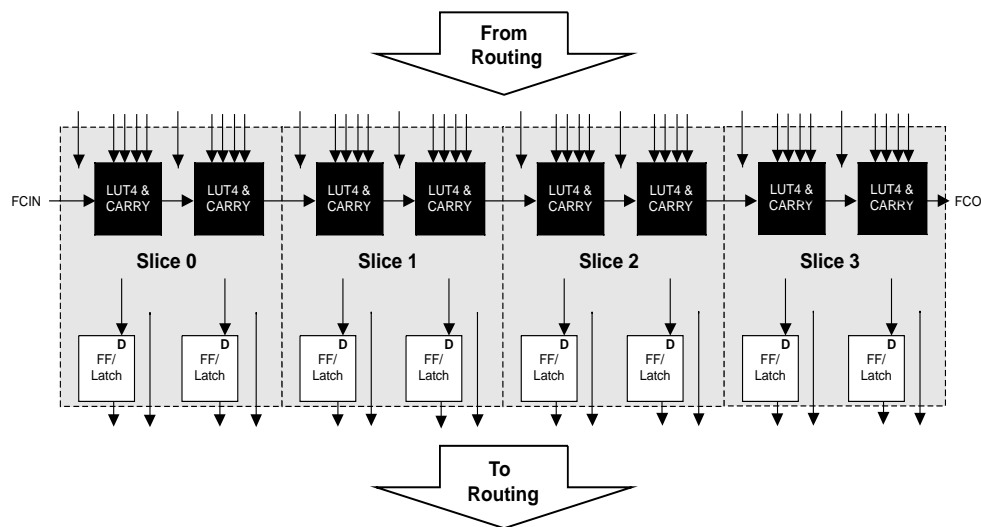 From
Routing
LUT4 &
CARRY
LUT4 &
CARRY
LUT4 &
CARRY
LUT4 &
CARRY
LUT4 &
CARRY
LUT4 &
CARRY
LUT4 &
CARRY
LUT4 &
CARRY
FCIN
FCO
Slice 0
Slice 1
Slice 2
Slice 3
D
FF/
Latch
D
FF/
Latch
D
FF/
Latch
D
FF/
Latch
D
FF/
Latch
D
FF/
Latch
D
FF/
Latch
D
FF/
Latch
To
Routing